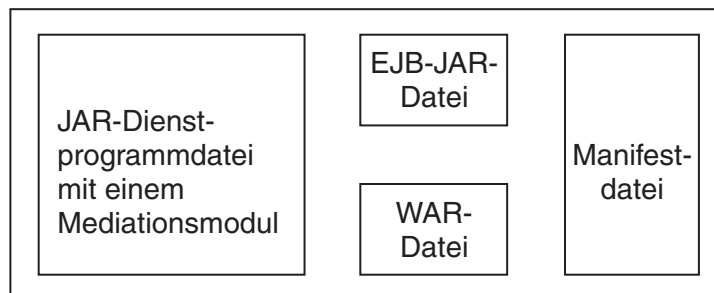 JAR-Dienst-
programmdatei
mit einem
Mediationsmodul
EJB-JAR-
Datei
WAR-
Datei
Manifest-
datei